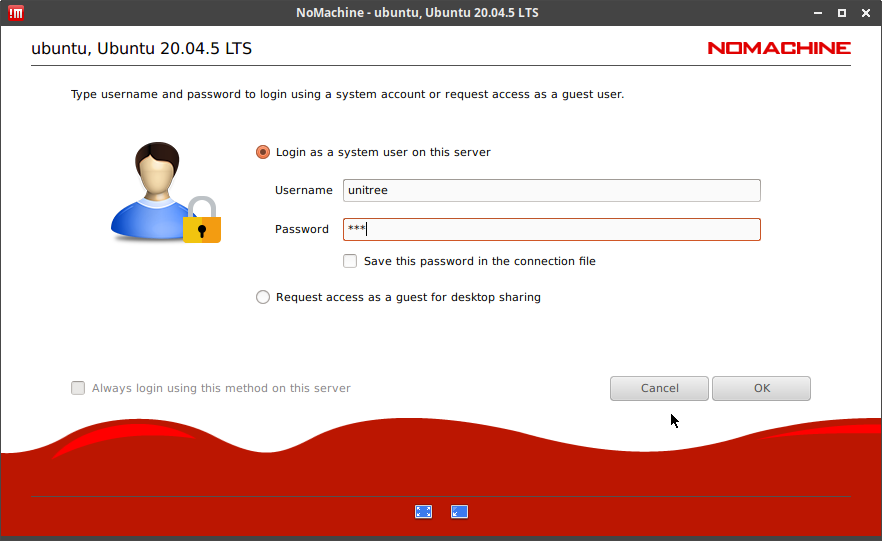 NoMachine - ubuntu, Ubuntu 20.04.5 LTS
ubuntu, Ubuntu 20.04.5 LTS
NOMACHINE
Type username and password to login using a system account or request access as a guest user.
Login as a system user on this server
Username unitree
Password ***
Save this password in the connection file
Request access as a guest for desktop sharing
Always login using this method on this server
Cancel OK